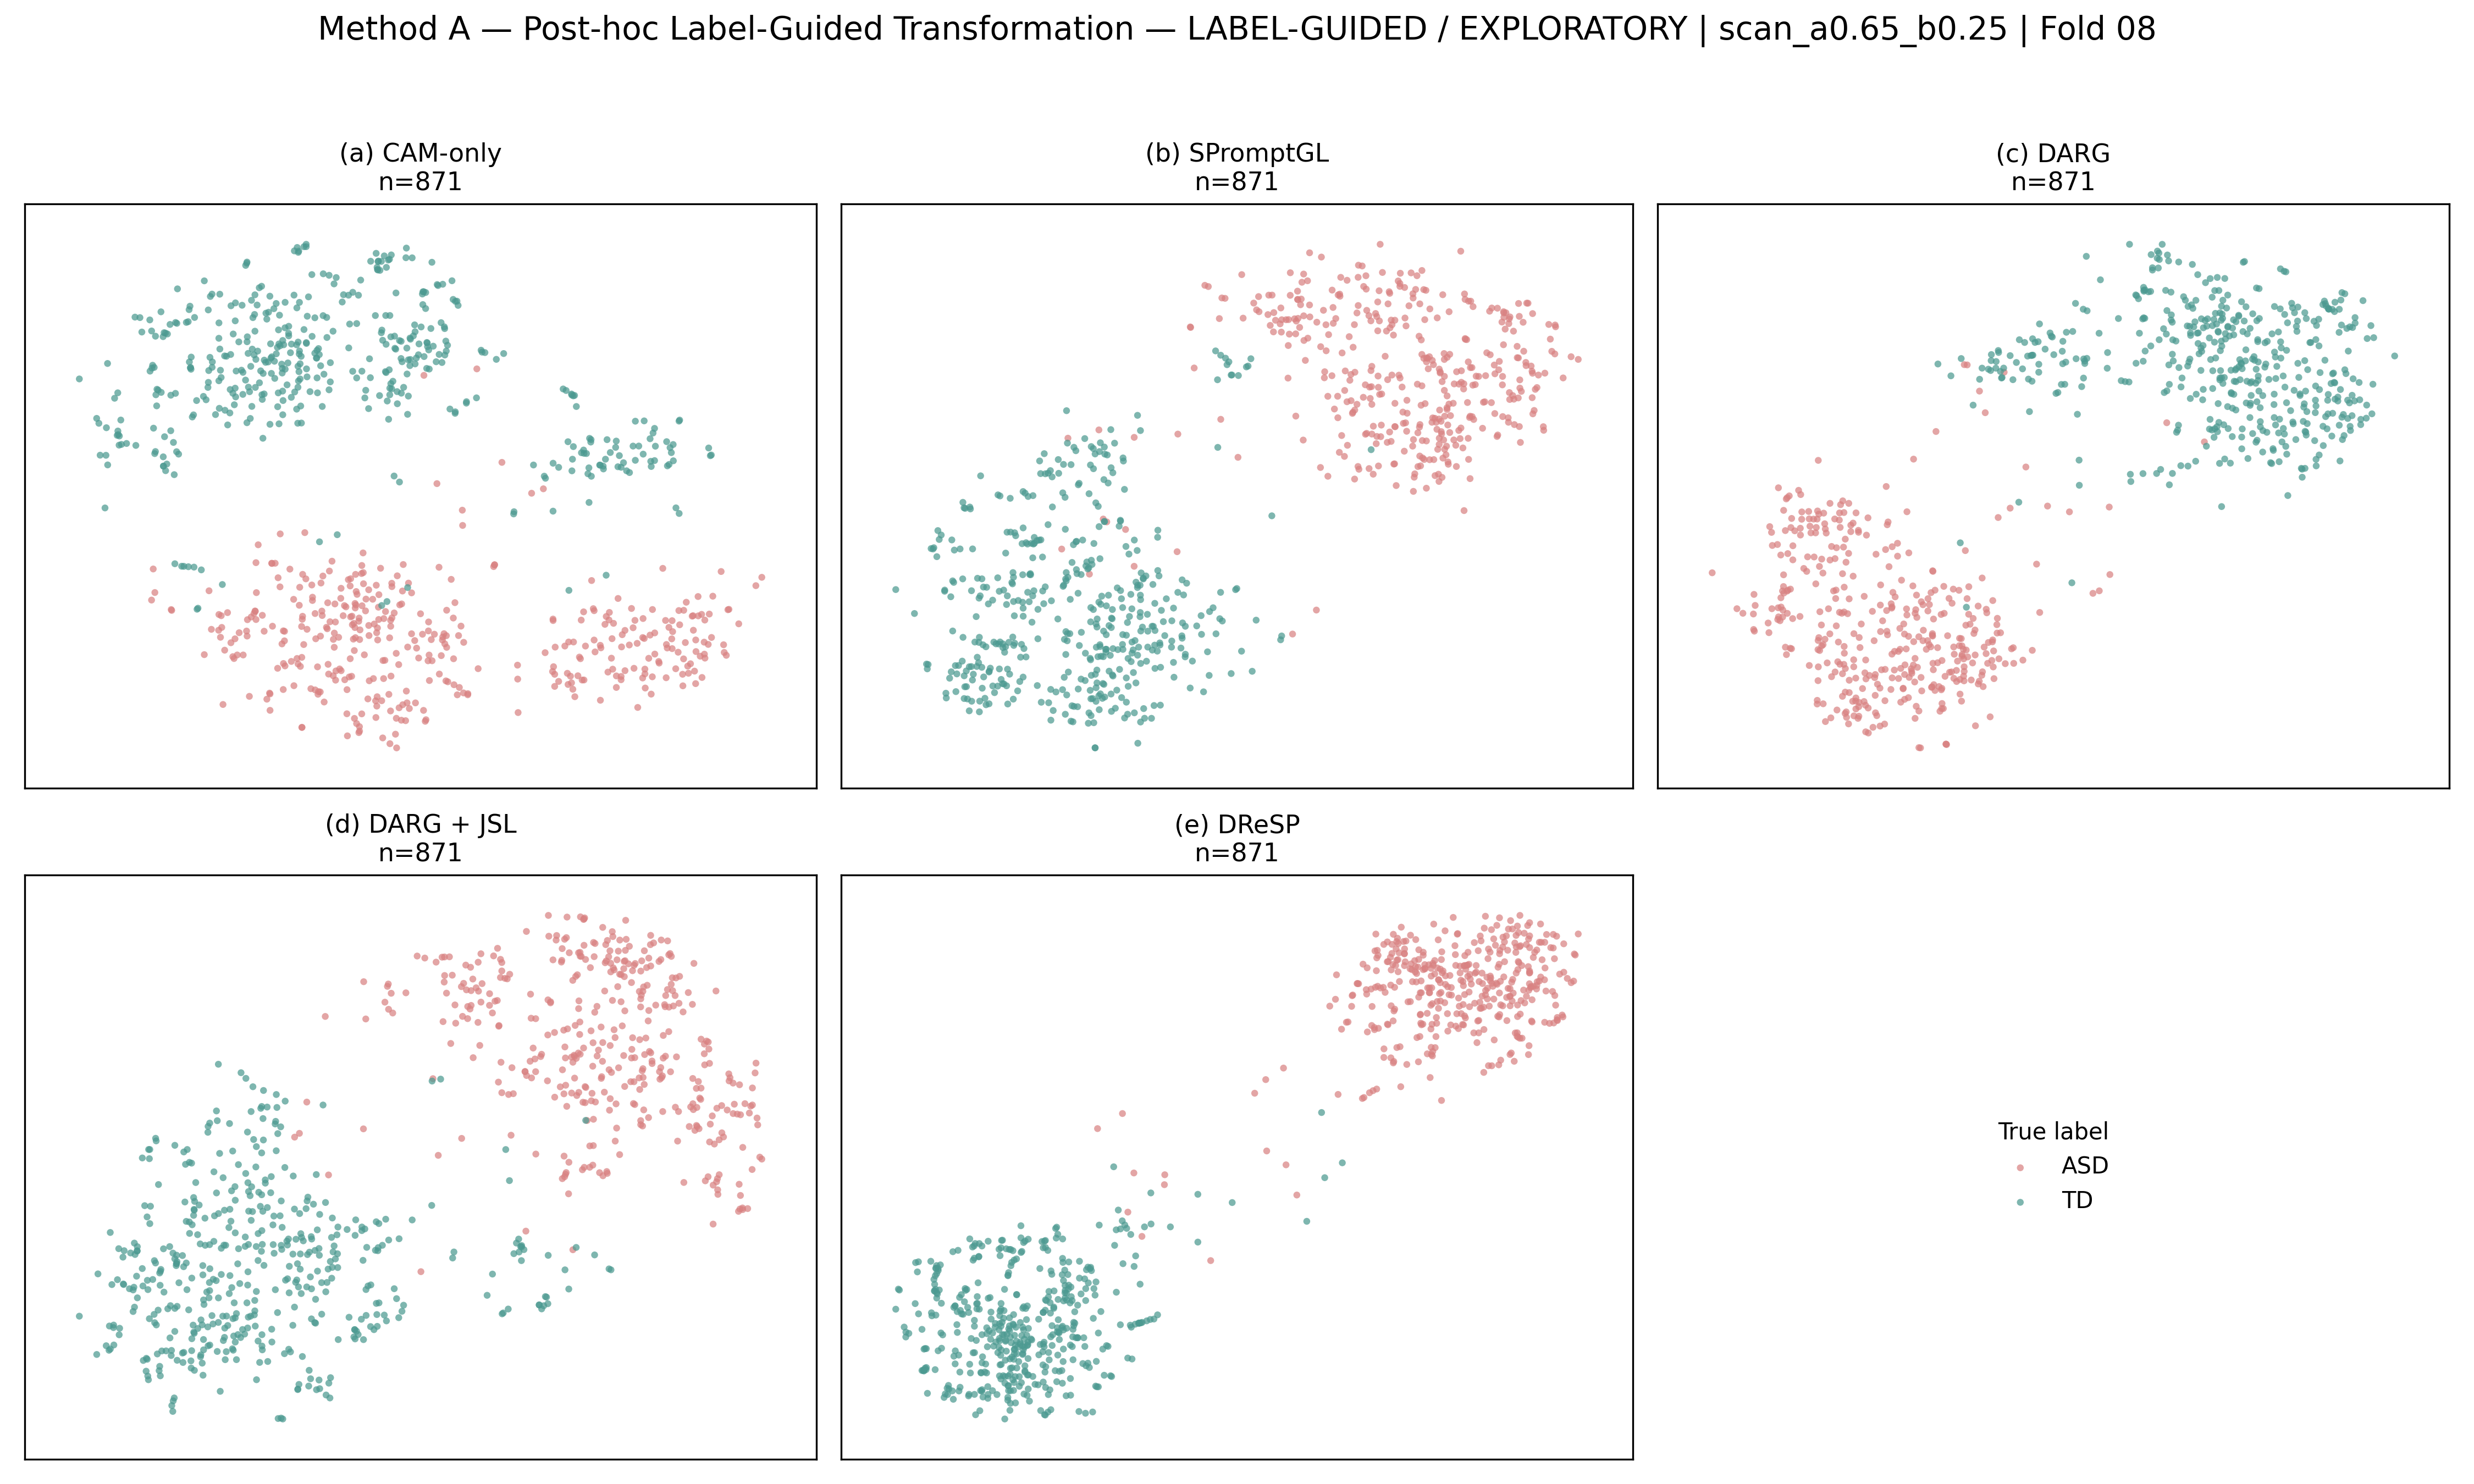 Method A — Post-hoc Label-Guided Transformation — LABEL-GUIDED / EXPLORATORY | scan_a0.65_b0.25 | Fold 08
(a) CAM-only
n=871
(b) SPromptGL
n=871
(c) DARG
n=871
(d) DARG + JSL
n=871
(e) DReSP
n=871
True label
ASD
TD